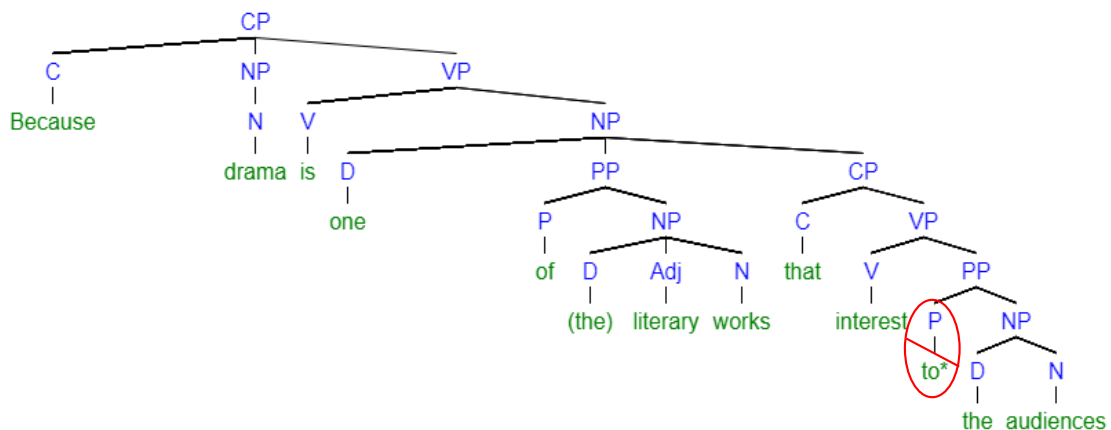 CP
C NP VP
Because N V NP
drama is D PP CP
one P NP C VP
of D Adj N that V PP
(the) literary works interest P NP
to* D N
the audiences